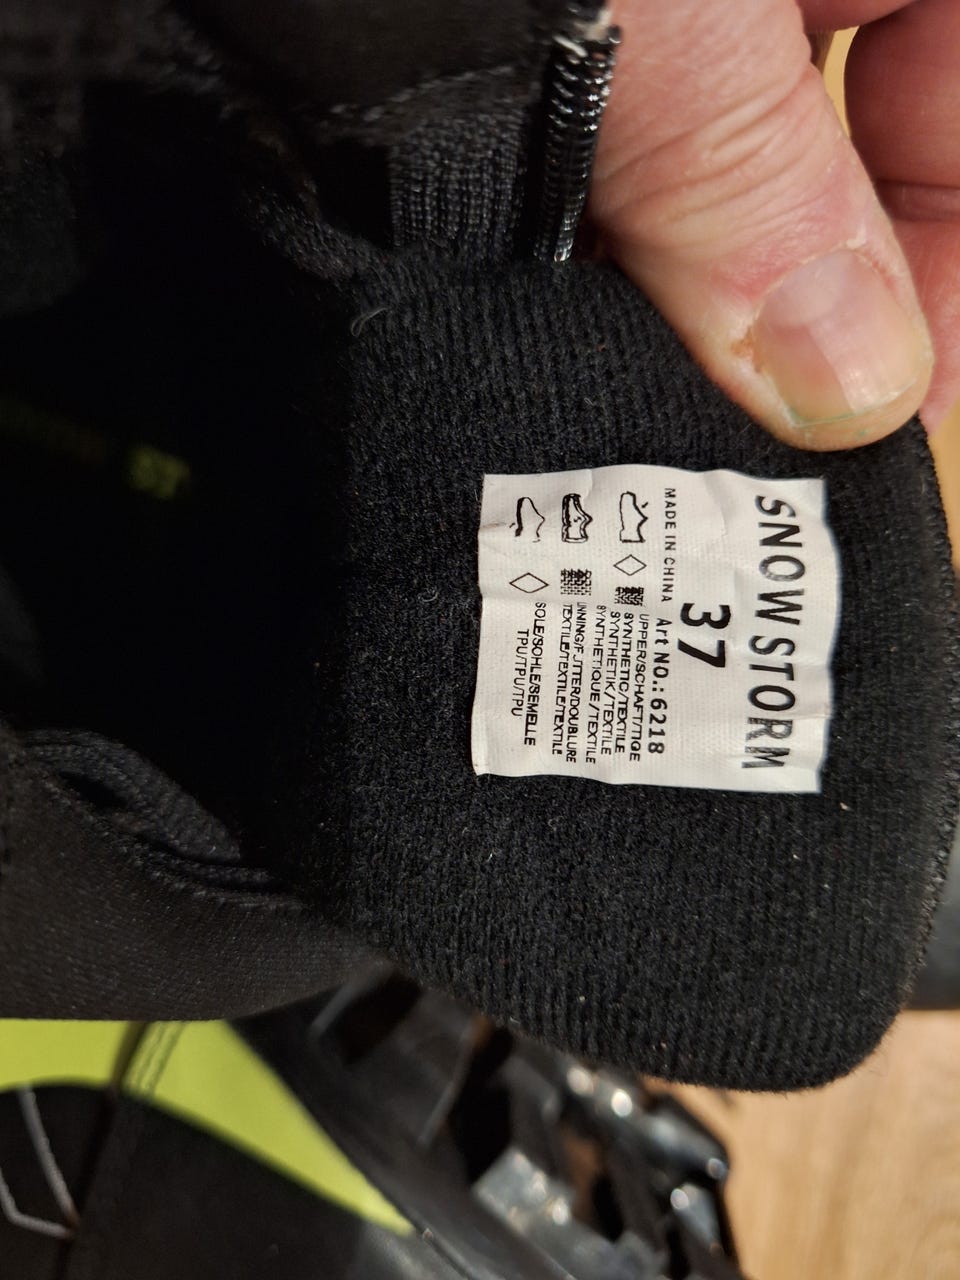 SNOW STORM
37
MADE IN CHINA Art NO.: 6218
UPPER/SCHAFT/TIGE
SYNTHETIC/TEXTILE
SYNTHETIK/TEXTILE
SYNTHETIQUE/TEXTILE
INNING/FUTTER/DOUBLURE
TEXTILE/TEXTILE/TEXTILE
SOLE/SOHLE/SEMELLE
TPU/TPU/TPU